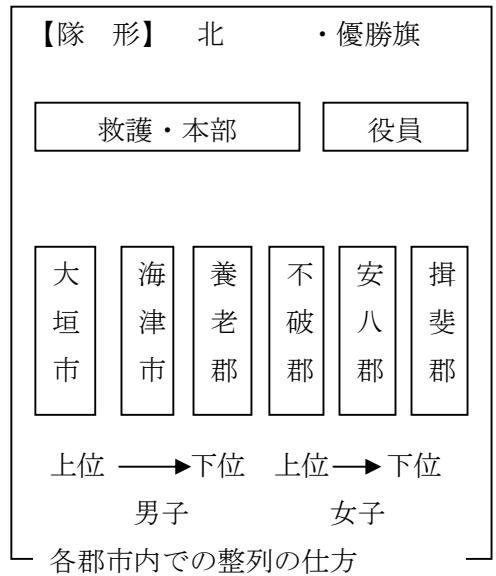 【隊　形】　北　　　・優勝旗
救護・本部　役員
大垣市　海津市　養老郡　不破郡　安八郡　揖斐郡
上位　下位　上位　下位
男子　女子
各郡市内での整列の仕方